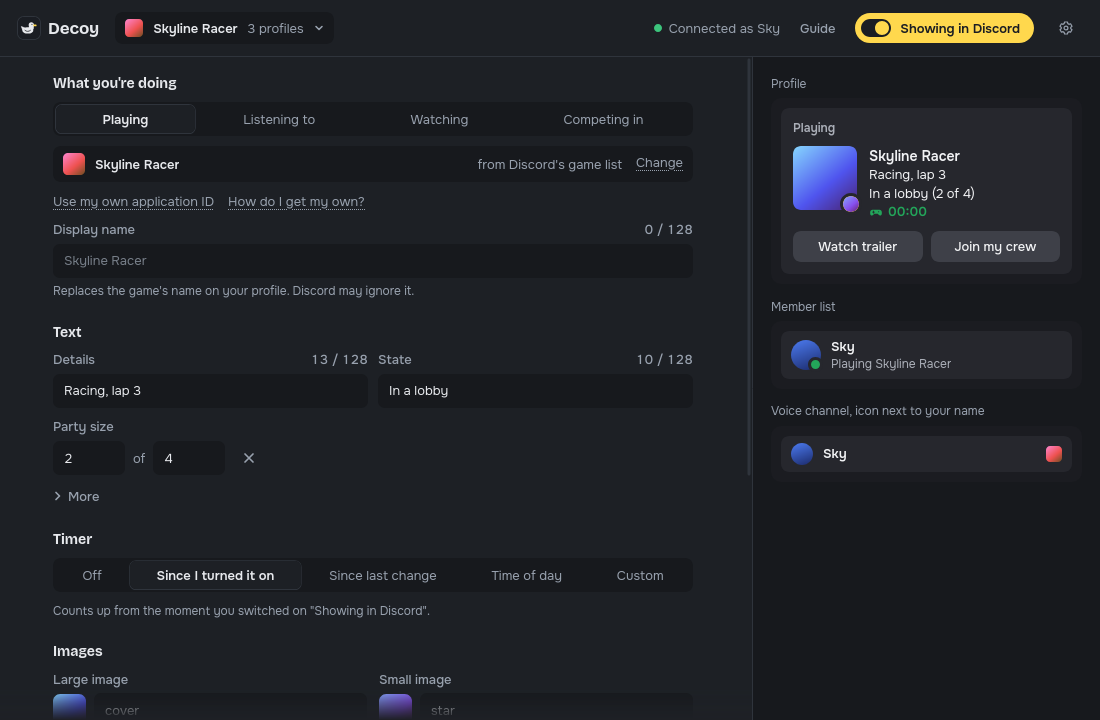 Decoy
Skyline Racer 3 profiles
Connected as Sky
Guide
Showing in Discord
What you're doing
Playing
Listening to
Watching
Competing in
Skyline Racer
from Discord's game list
Change
Use my own application ID
How do I get my own?
Display name
0 / 128
Skyline Racer
Replaces the game's name on your profile. Discord may ignore it.
Text
Details
13 / 128
State
10 / 128
Racing, lap 3
In a lobby
Party size
2 of 4
More
Timer
Off
Since I turned it on
Since last change
Time of day
Custom
Counts up from the moment you switched on "Showing in Discord".
Images
Large image
Small image
cover
star
Profile
Playing
Skyline Racer
Racing, lap 3
In a lobby (2 of 4)
00:00
Watch trailer
Join my crew
Member list
Sky
Playing Skyline Racer
Voice channel, icon next to your name
Sky